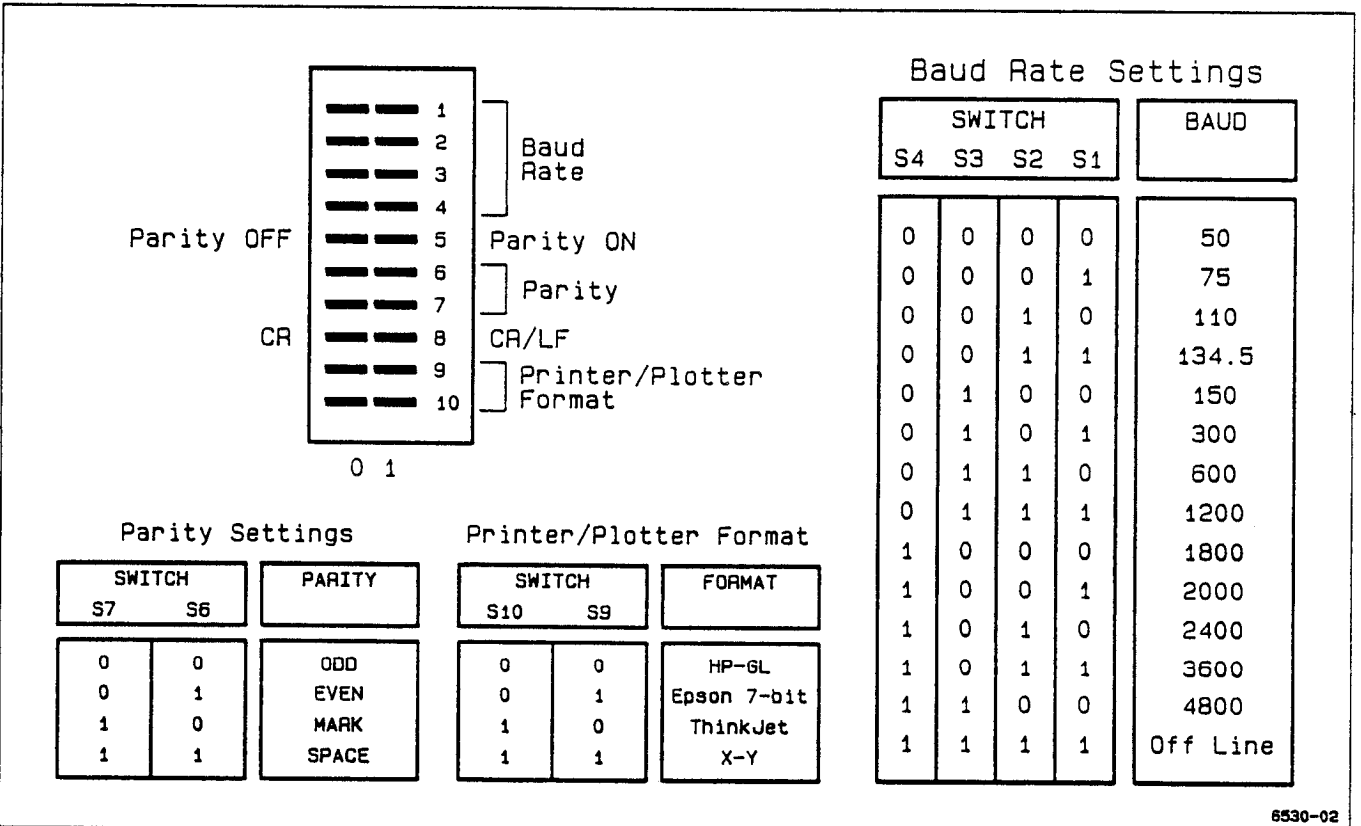 1
2
3
4
5
6
7
8
9
10
Baud
Rate
Parity OFF
Parity ON
Parity
CR
CR/LF
Printer/Plotter
Format
0 1
Baud Rate Settings
SWITCH BAUD
S4 S3 S2 S1
0 0 0 0 50
0 0 0 1 75
0 0 1 0 110
0 0 1 1 134.5
0 1 0 0 150
0 1 0 1 300
0 1 1 0 600
0 1 1 1 1200
1 0 0 0 1800
1 0 0 1 2000
1 0 1 0 2400
1 0 1 1 3600
1 1 0 0 4800
1 1 1 1 Off Line
Parity Settings
SWITCH PARITY
S7 S6
0 0 ODD
0 1 EVEN
1 0 MARK
1 1 SPACE
Printer/Plotter Format
SWITCH FORMAT
S10 S9
0 0 HP-GL
0 1 Epson 7-bit
1 0 ThinkJet
1 1 X-Y
6530-02